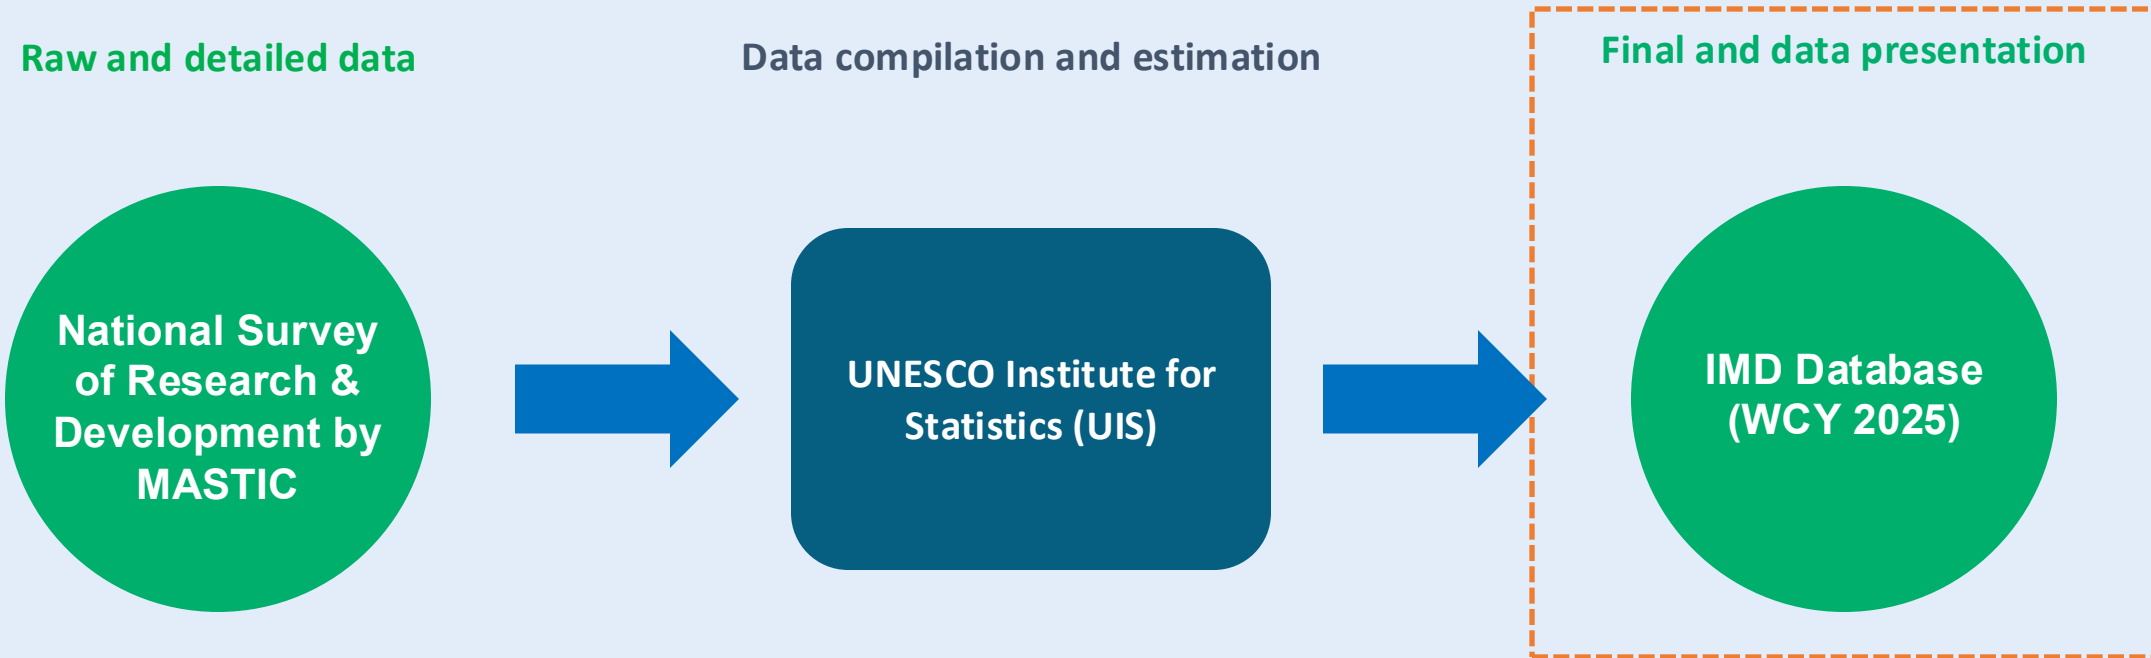 Raw and detailed data
Data compilation and estimation
Final and data presentation
National Survey
of Research &
Development by
MASTIC
UNESCO Institute for
Statistics (UIS)
IMD Database
(WCY 2025)